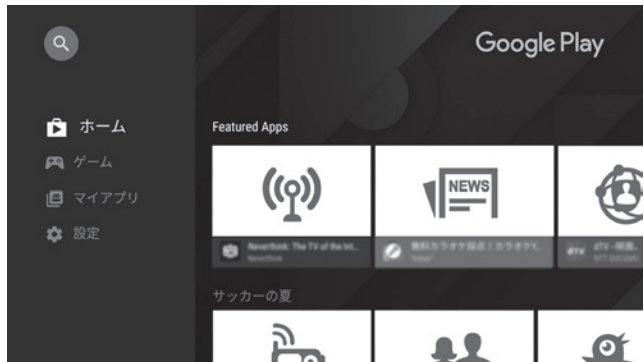 Google Play
ホーム
ゲーム
マイアプリ
設定
Featured Apps
NEWS
Neverthink: The TV of the Int...
Neverthink
無料カラオケ採点！カラオケ
dTV
サッカーの夏